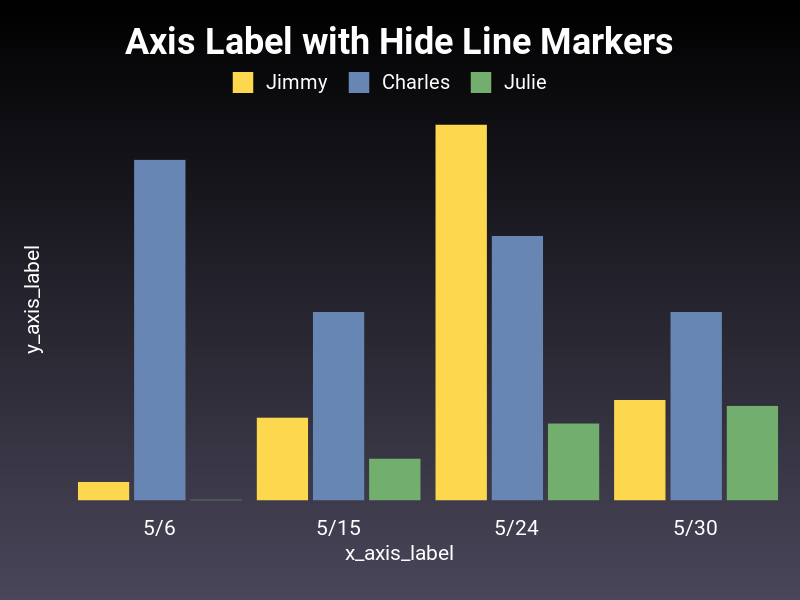 Axis Label with Hide Line Markers
Jimmy Charles Julie
y_axis_label
5/6 5/15 5/24 5/30
x_axis_label